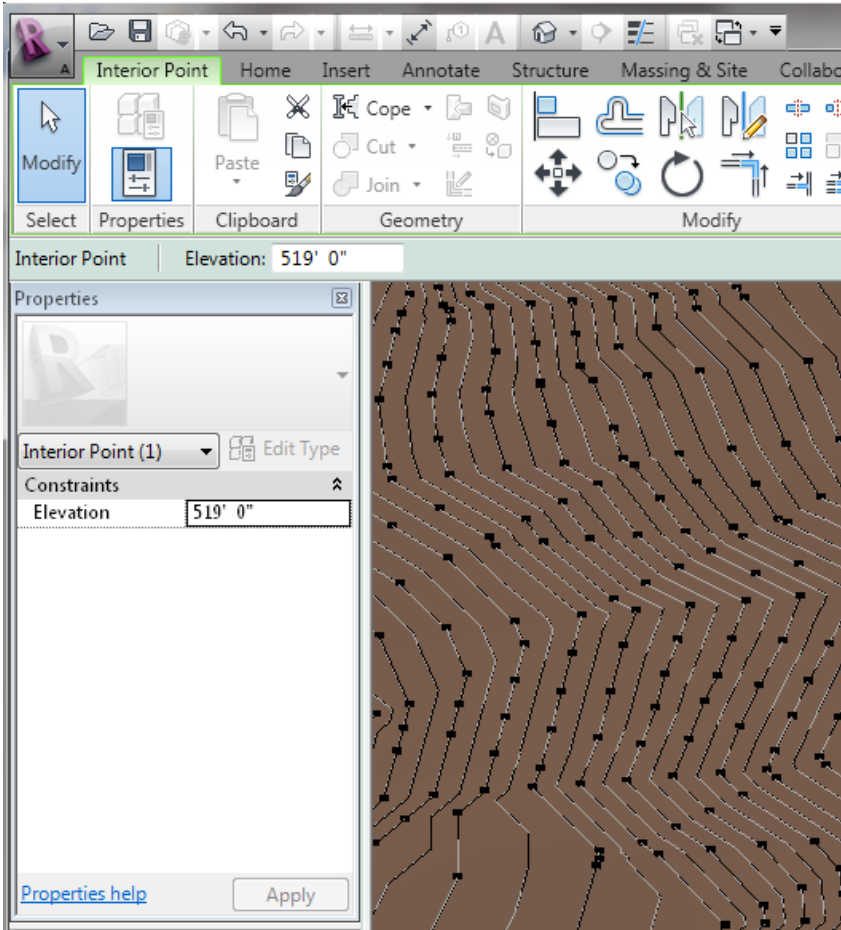 A
A
Interior Point Home Insert Annotate Structure Massing & Site Collabo
Modify
Paste
Cope
Cut
Join
Select Properties Clipboard Geometry Modify
Interior Point Elevation: 519' 0"
Properties
R
Interior Point (1) Edit Type
Constraints
Elevation 519' 0"
Properties help Apply